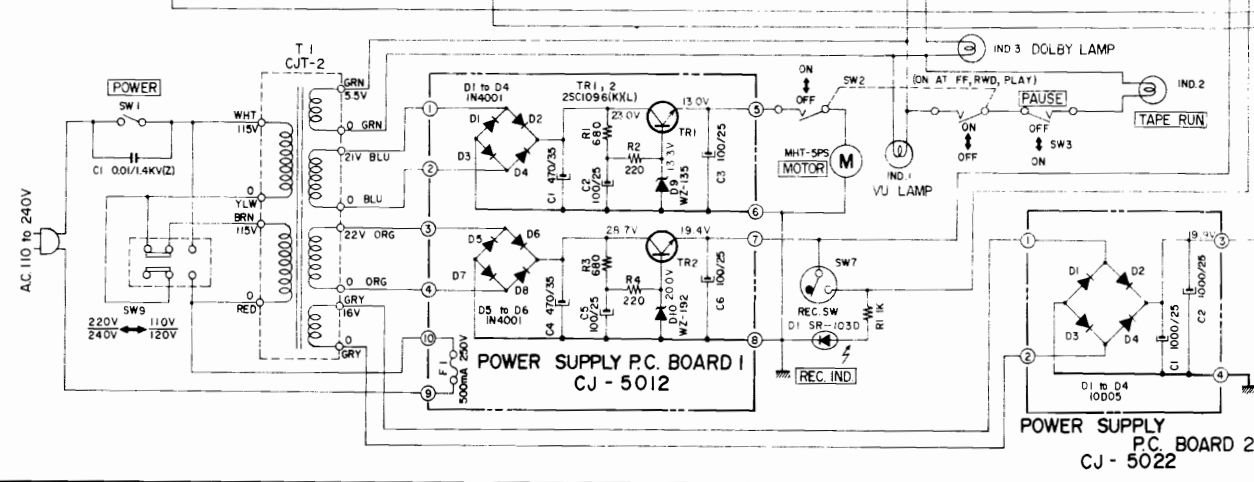 A.C. 110 to 240V
POWER
SW1
C1 0.01/1.4KV(Z)
SW9
220V 110V
240V 120V
T1
CJT-2
WHT
115V
0
YLW
BRN
115V
0
RED
GRN
5.5V
0 GRN
21V BLU
0 BLU
22V ORG
0 ORG
GRY
16V
0
GRY
1
2
3
4
10
9
F1
500mA 250V
D1 to D4
1N4001
D1
D2
D3
D4
C1 470/35
TR1, 2
2SC1096(K)(L)
23.0V
R1
680
C2
100/25
R2
220
13.3V
D9
WZ-135
TR1
13.0V
C3 100/25
5
6
D5
D6
D7
D8
D5 to D6
1N4001
C4 470/35
28.7V
R3
680
C5
100/25
R4
220
20.0V
D10
WZ-192
TR2
19.4V
C6 100/25
7
8
POWER SUPPLY P.C. BOARD 1
CJ - 5012
ON
OFF
SW2
(ON AT FF, RWD, PLAY)
MHT-5PS
MOTOR
M
IND.1
VU LAMP
IND.3 DOLBY LAMP
IND.2
TAPE RUN
ON
OFF
PAUSE
OFF
SW3
ON
SW7
REC. SW
D1 SR-103D
R1 1K
REC. IND.
1
2
D1
D2
D3
D4
D1 to D4
10D05
C1 1000/25
19.9V
C2
1000/25
3
4
POWER SUPPLY
P.C. BOARD 2
CJ - 5022